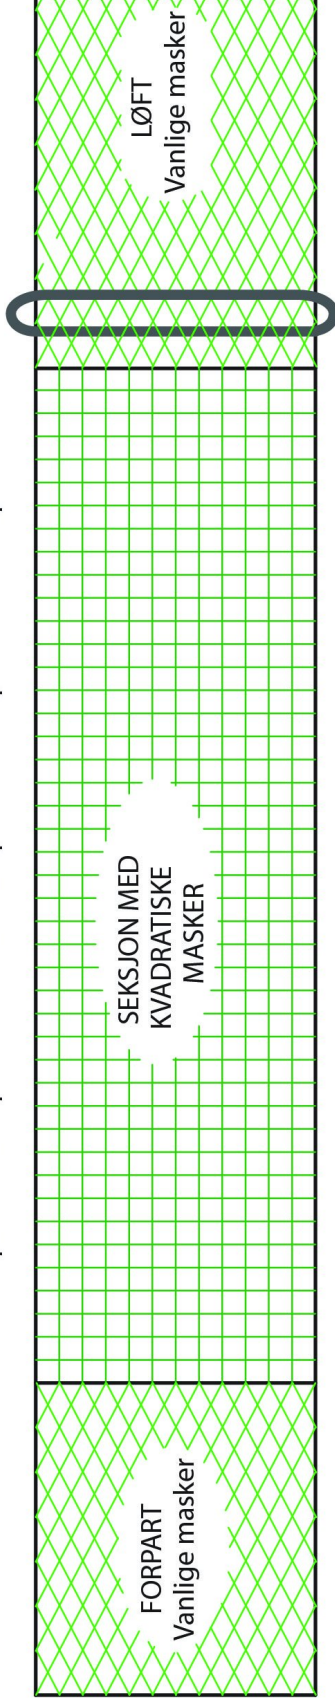 LØFT
Vanlige masker
SEKSJON MED
KVADRATISKE
MASKER
FORPART
Vanlige masker